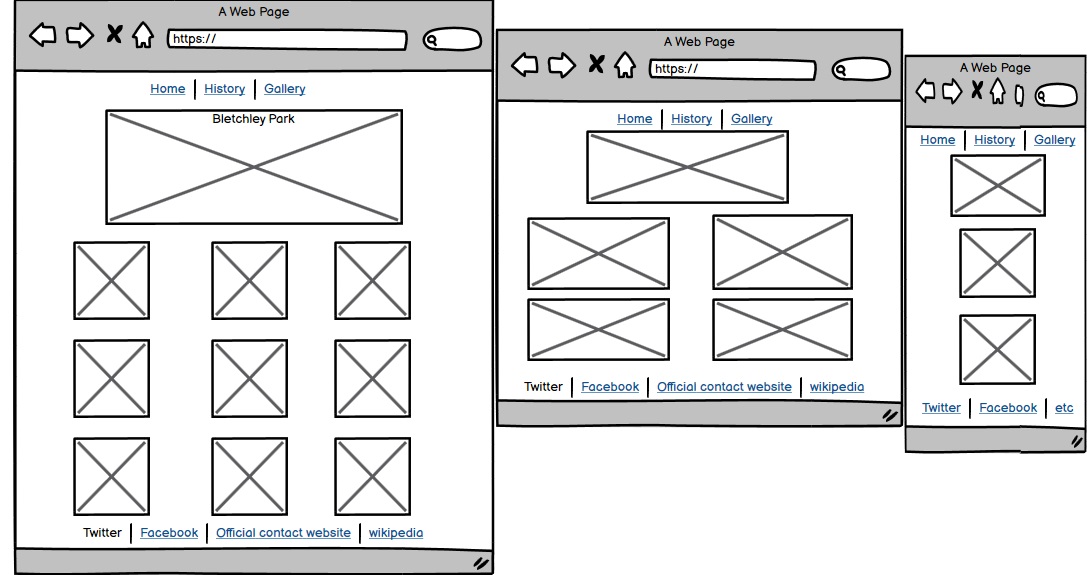 A Web Page
https://
Home History Gallery
Bletchley Park
Twitter Facebook Official contact website wikipedia
A Web Page
https://
Home History Gallery
Twitter Facebook Official contact website wikipedia
A Web Page
Home History Gallery
Twitter Facebook etc